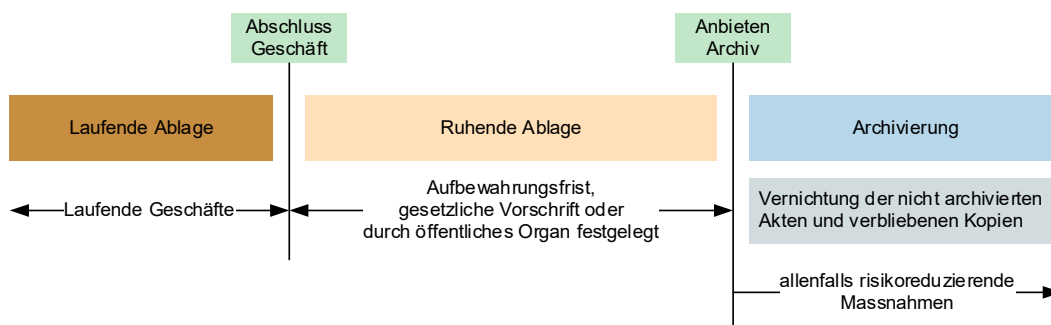 Abschluss
Geschäft
Anbieten
Archiv
Laufende Ablage
Ruhende Ablage
Archivierung
Laufende Geschäfte
Aufbewahrungsfrist,
gesetzliche Vorschrift oder
durch öffentliches Organ festgelegt
Vernichtung der nicht archivierten
Akten und verbliebenen Kopien
allenfalls risikoreduzierende
Massnahmen